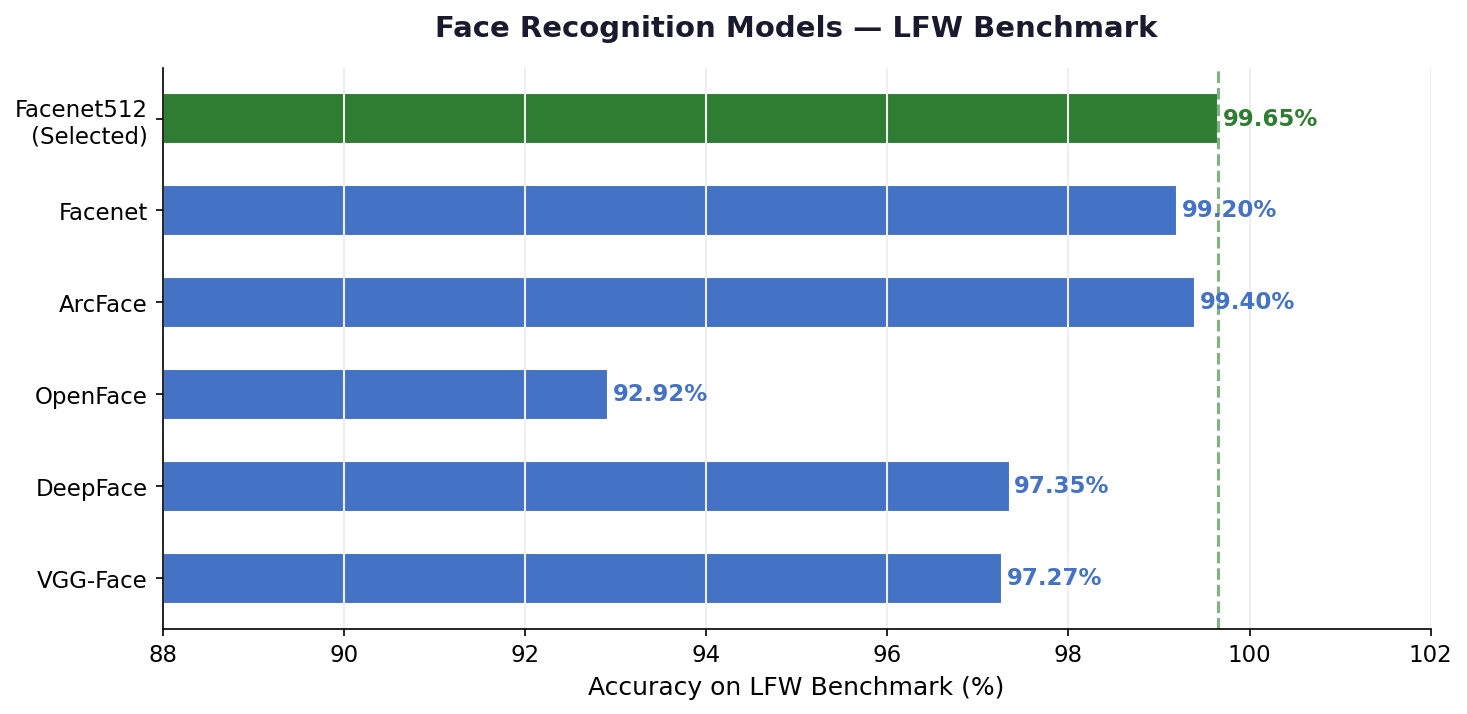 Face Recognition Models — LFW Benchmark
Facenet512
(Selected)
99.65%
Facenet
99.20%
ArcFace
99.40%
OpenFace
92.92%
DeepFace
97.35%
VGG-Face
97.27%
88 90 92 94 96 98 100 102
Accuracy on LFW Benchmark (%)